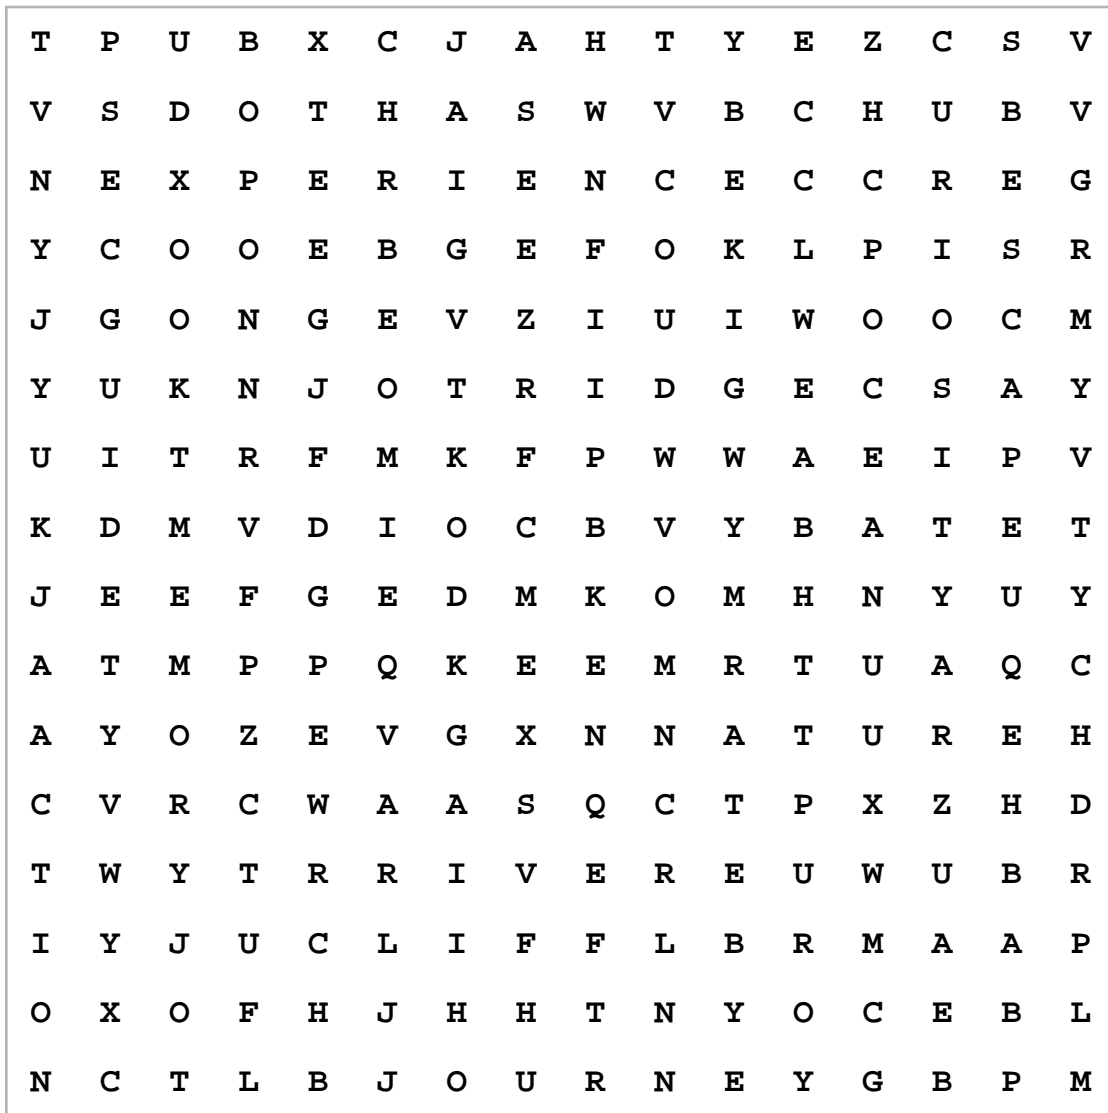 T P U B X C J A H T Y E Z C S V
V S D O T H A S W V B C H U B V
N E X P E R I E N C E C C R E G
Y C O O E B G E F O K L P I S R
J G O N G E V Z I U I W O O C M
Y U K N J O T R I D G E C S A Y
U I T R F M K F P W W A E I P V
K D M V D I O C B V Y B A T E T
J E E F G E D M K O M H N Y U Y
A T M P P Q K E E M R T U A Q C
A Y O Z E V G X N N A T U R E H
C V R C W A A S Q C T P X Z H D
T W Y T R R I V E R E U W U B R
I Y J U C L I F F L B R M A A P
O X O F H J H H T N Y O C E B L
N C T L B J O U R N E Y G B P M